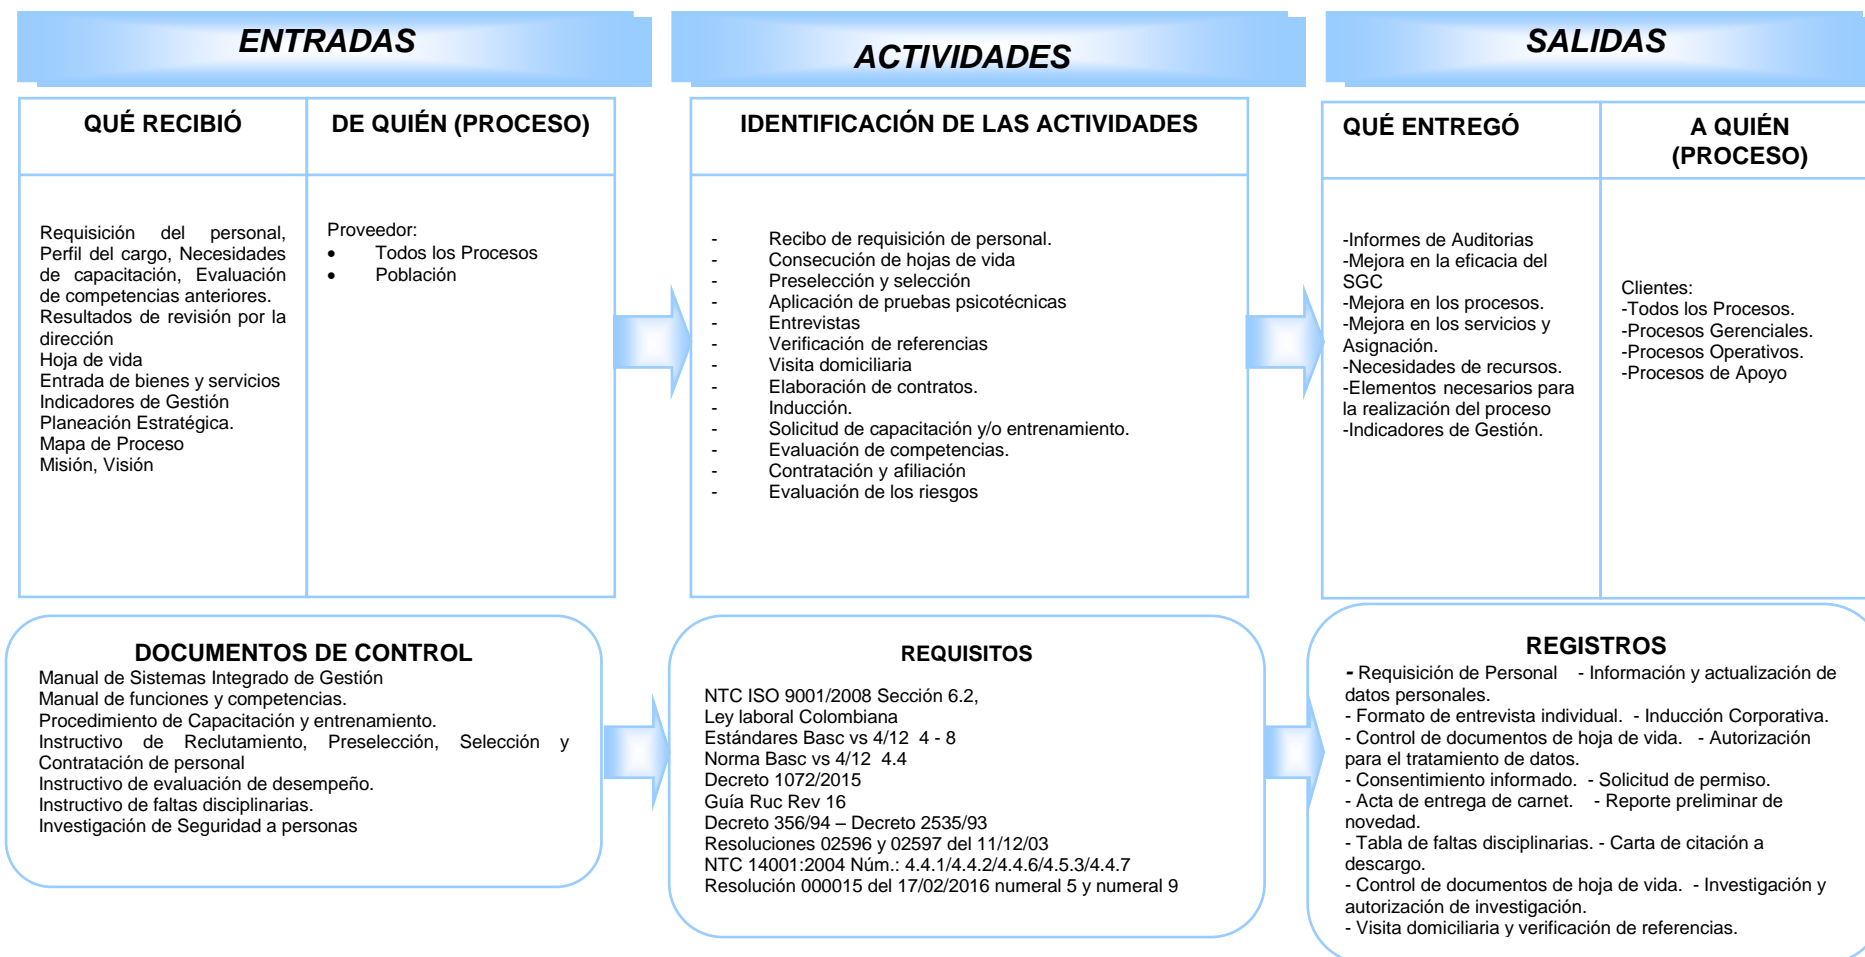 ENTRADAS
ACTIVIDADES
SALIDAS
QUÉ RECIBIÓ
DE QUIÉN (PROCESO)
IDENTIFICACIÓN DE LAS ACTIVIDADES
QUÉ ENTREGÓ
A QUIÉN
(PROCESO)
Requisición del personal,
Perfil del cargo, Necesidades
de capacitación, Evaluación
de competencias anteriores.
Resultados de revisión por la
dirección
Hoja de vida
Entrada de bienes y servicios
Indicadores de Gestión
Planeación Estratégica.
Mapa de Proceso
Misión, Visión
Proveedor:
• Todos los Procesos
• Población
- Recibo de requisición de personal.
- Consecución de hojas de vida
- Preselección y selección
- Aplicación de pruebas psicotécnicas
- Entrevistas
- Verificación de referencias
- Visita domiciliaria
- Elaboración de contratos.
- Inducción.
- Solicitud de capacitación y/o entrenamiento.
- Evaluación de competencias.
- Contratación y afiliación
- Evaluación de los riesgos
-Informes de Auditorias
-Mejora en la eficacia del
SGC
-Mejora en los procesos.
-Mejora en los servicios y
Asignación.
-Necesidades de recursos.
-Elementos necesarios para
la realización del proceso
-Indicadores de Gestión.
Clientes:
-Todos los Procesos.
-Procesos Gerenciales.
-Procesos Operativos.
-Procesos de Apoyo
DOCUMENTOS DE CONTROL
Manual de Sistemas Integrado de Gestión
Manual de funciones y competencias.
Procedimiento de Capacitación y entrenamiento.
Instructivo de Reclutamiento, Preselección, Selección y
Contratación de personal
Instructivo de evaluación de desempeño.
Instructivo de faltas disciplinarias.
Investigación de Seguridad a personas
REQUISITOS
NTC ISO 9001/2008 Sección 6.2,
Ley laboral Colombiana
Estándares Basc vs 4/12 4 - 8
Norma Basc vs 4/12 4.4
Decreto 1072/2015
Guía Ruc Rev 16
Decreto 356/94 – Decreto 2535/93
Resoluciones 02596 y 02597 del 11/12/03
NTC 14001:2004 Núm.: 4.4.1/4.4.2/4.4.6/4.5.3/4.4.7
Resolución 000015 del 17/02/2016 numeral 5 y numeral 9
REGISTROS
- Requisición de Personal - Información y actualización de
datos personales.
- Formato de entrevista individual. - Inducción Corporativa.
- Control de documentos de hoja de vida. - Autorización
para el tratamiento de datos.
- Consentimiento informado. - Solicitud de permiso.
- Acta de entrega de carnet. - Reporte preliminar de
novedad.
- Tabla de faltas disciplinarias. - Carta de citación a
descargo.
- Control de documentos de hoja de vida. - Investigación y
autorización de investigación.
- Visita domiciliaria y verificación de referencias.